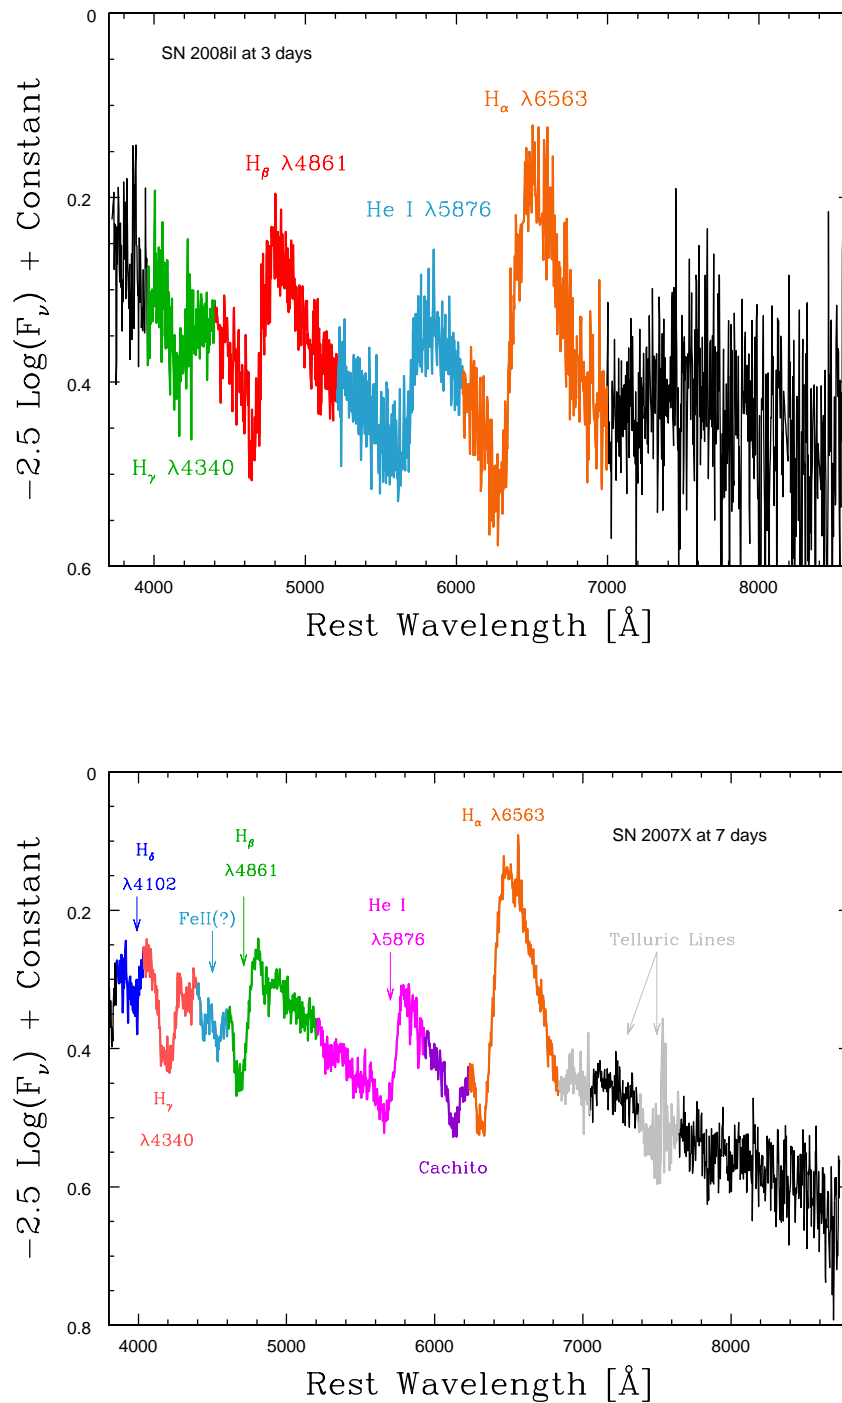 0
SN 2008il at 3 days
Hα λ6563
Hβ λ4861
He I λ5876
0.2
0.4
Hγ λ4340
0.6
−2.5 Log(Fν) + Constant
4000 5000 6000 7000 8000
Rest Wavelength [Å]
0
Hα λ6563
SN 2007X at 7 days
Hδ
λ4102
Hβ
λ4861
FeII(?)
He I
λ5876
Telluric Lines
0.2
0.4
Hγ
λ4340
Cachito
0.6
0.8
−2.5 Log(Fν) + Constant
4000 5000 6000 7000 8000
Rest Wavelength [Å]